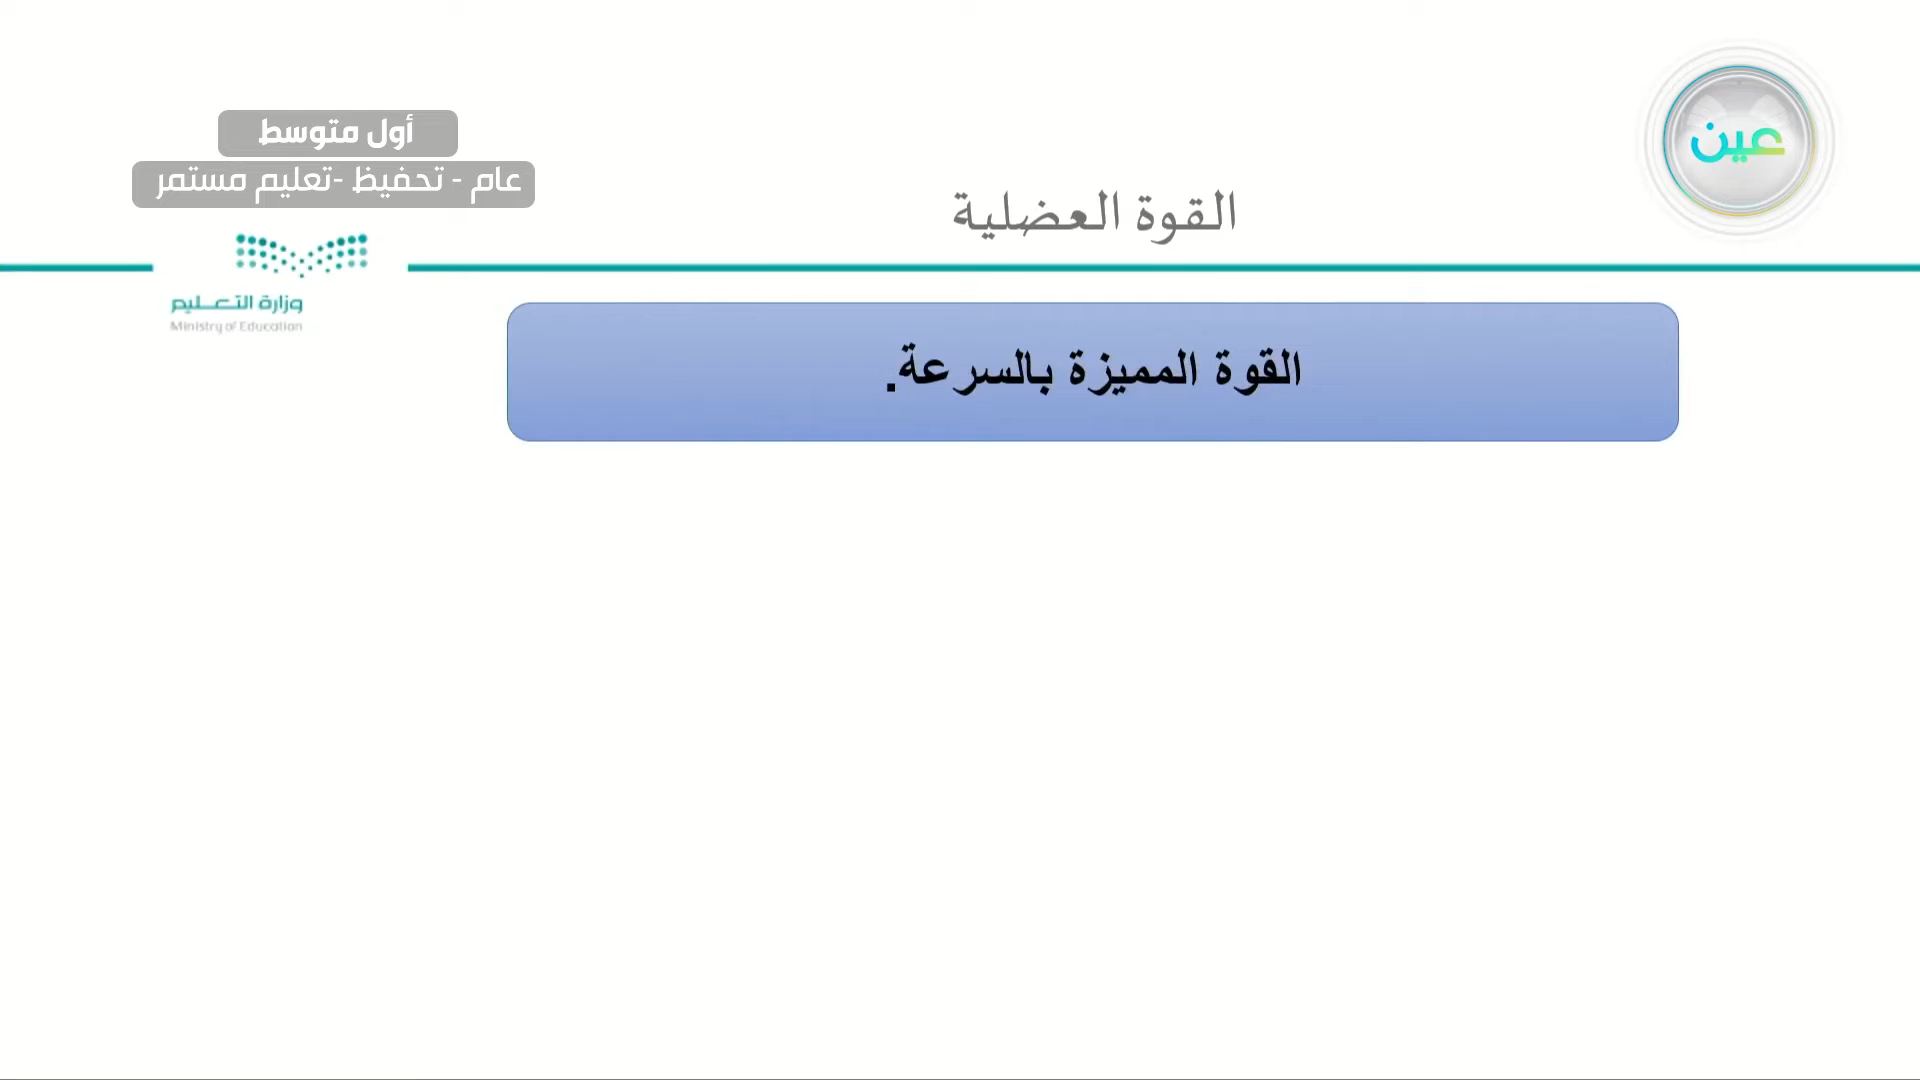 أول متوسط
عام - تحفيظ -تعليم مستمر
عين
القوة العضلية
وزارة التعليم
Ministry of Education
القوة المميزة بالسرعة.